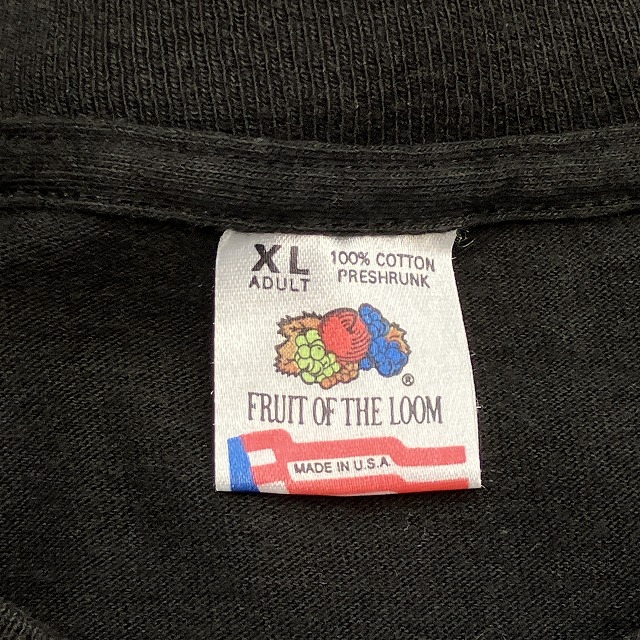 XL
ADULT
100% COTTON
PRESHRUNK
®
FRUIT OF THE LOOM
MADE IN U.S.A.